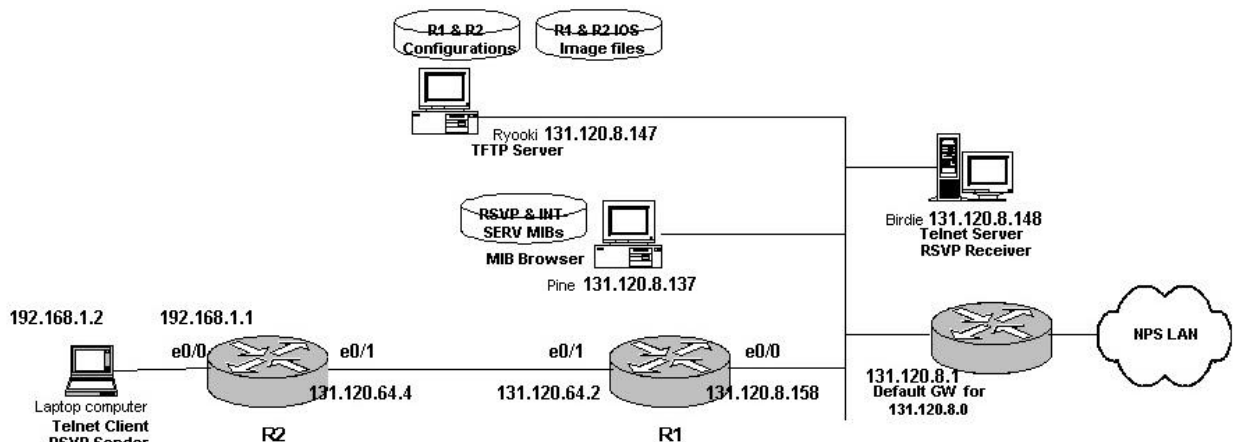 R1 & R2
Configurations
R1 & R2 IOS
Image files
Ryooki 131.120.8.147
TFTP Server
RSVP & INT-
SERV MIBs
MIB Browser
Pine 131.120.8.137
Birdie 131.120.8.148
Telnet Server
RSVP Receiver
192.168.1.2
192.168.1.1
e0/0
e0/1
131.120.64.4
e0/1
131.120.64.2
e0/0
131.120.8.158
131.120.8.1
Default GW for
131.120.8.0
NPS LAN
Laptop computer
Telnet Client
RSVP Sender
R2
R1